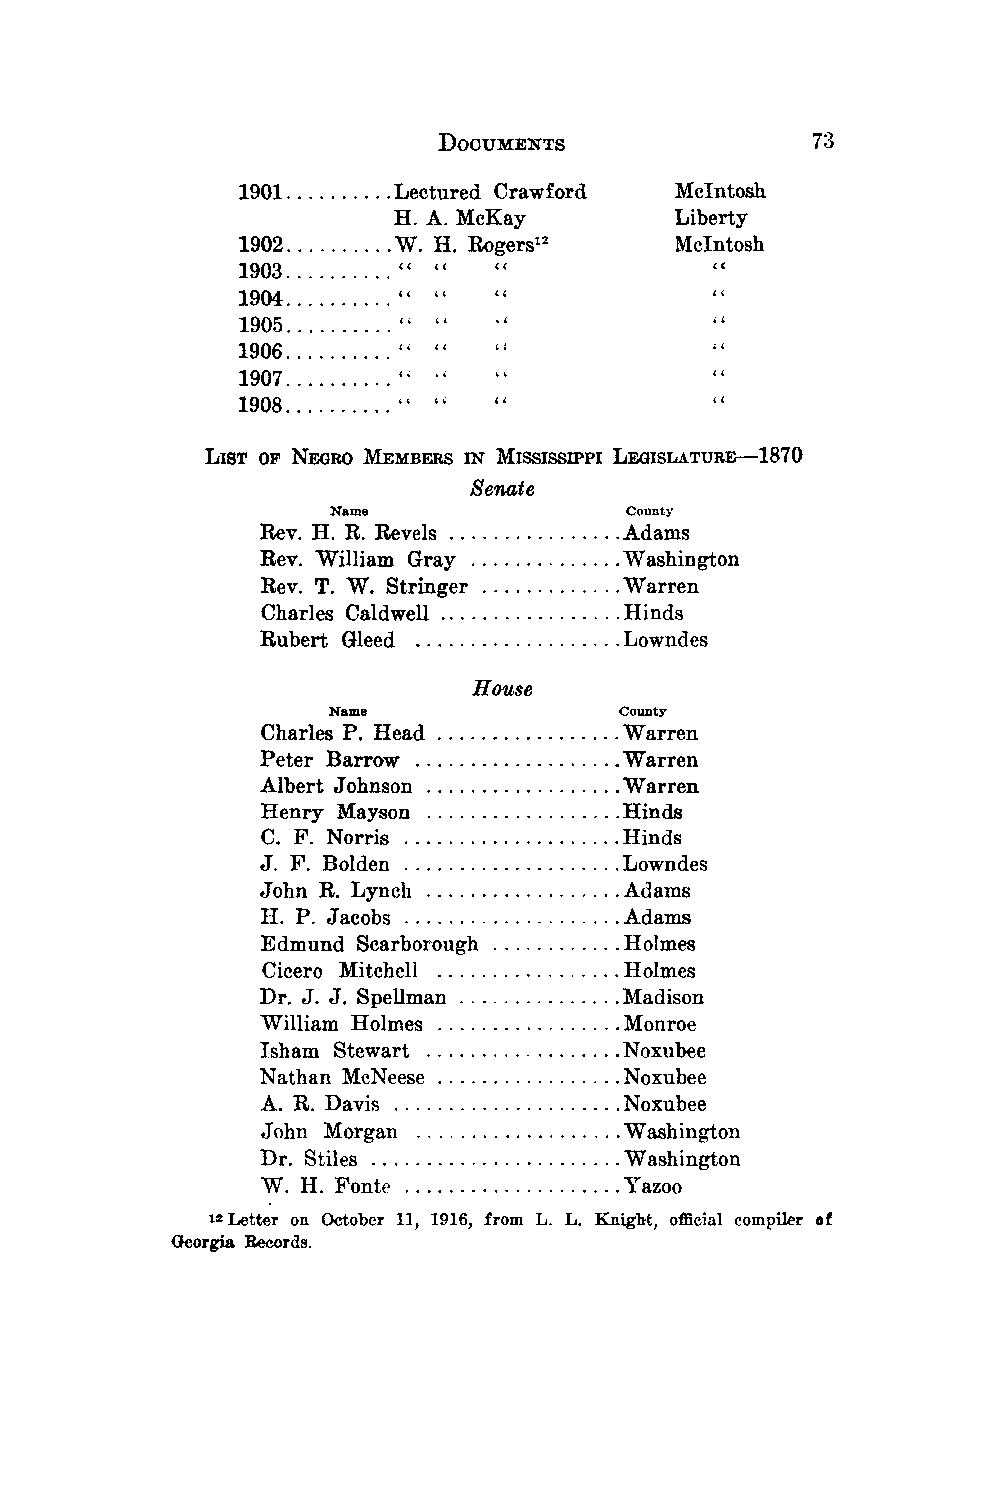 DOCUMENTS 73
1901..........Lectured Crawford McIntosh
H. A. McKay Liberty
1902..........W. H. Rogers¹² McIntosh
1903.........." " " "
1904.........." " " "
1905.........." " " "
1906.........." " " "
1907.........." " " "
1908.........." " " "
LIST OF NEGRO MEMBERS IN MISSISSIPPI LEGISLATURE—1870
Senate
Name County
Rev. H. R. Revels ................Adams
Rev. William Gray ..............Washington
Rev. T. W. Stringer .............Warren
Charles Caldwell .................Hinds
Rubert Gleed ...................Lowndes
House
Name County
Charles P. Head .................Warren
Peter Barrow ...................Warren
Albert Johnson ..................Warren
Henry Mayson ..................Hinds
C. F. Norris ....................Hinds
J. F. Bolden ....................Lowndes
John R. Lynch ..................Adams
H. P. Jacobs ....................Adams
Edmund Scarborough ............Holmes
Cicero Mitchell .................Holmes
Dr. J. J. Spellman ...............Madison
William Holmes .................Monroe
Isham Stewart ..................Noxubee
Nathan McNeese .................Noxubee
A. R. Davis .....................Noxubee
John Morgan ...................Washington
Dr. Stiles .......................Washington
W. H. Fonte ....................Yazoo
¹² Letter on October 11, 1916, from L. L. Knight, official compiler of
Georgia Records.